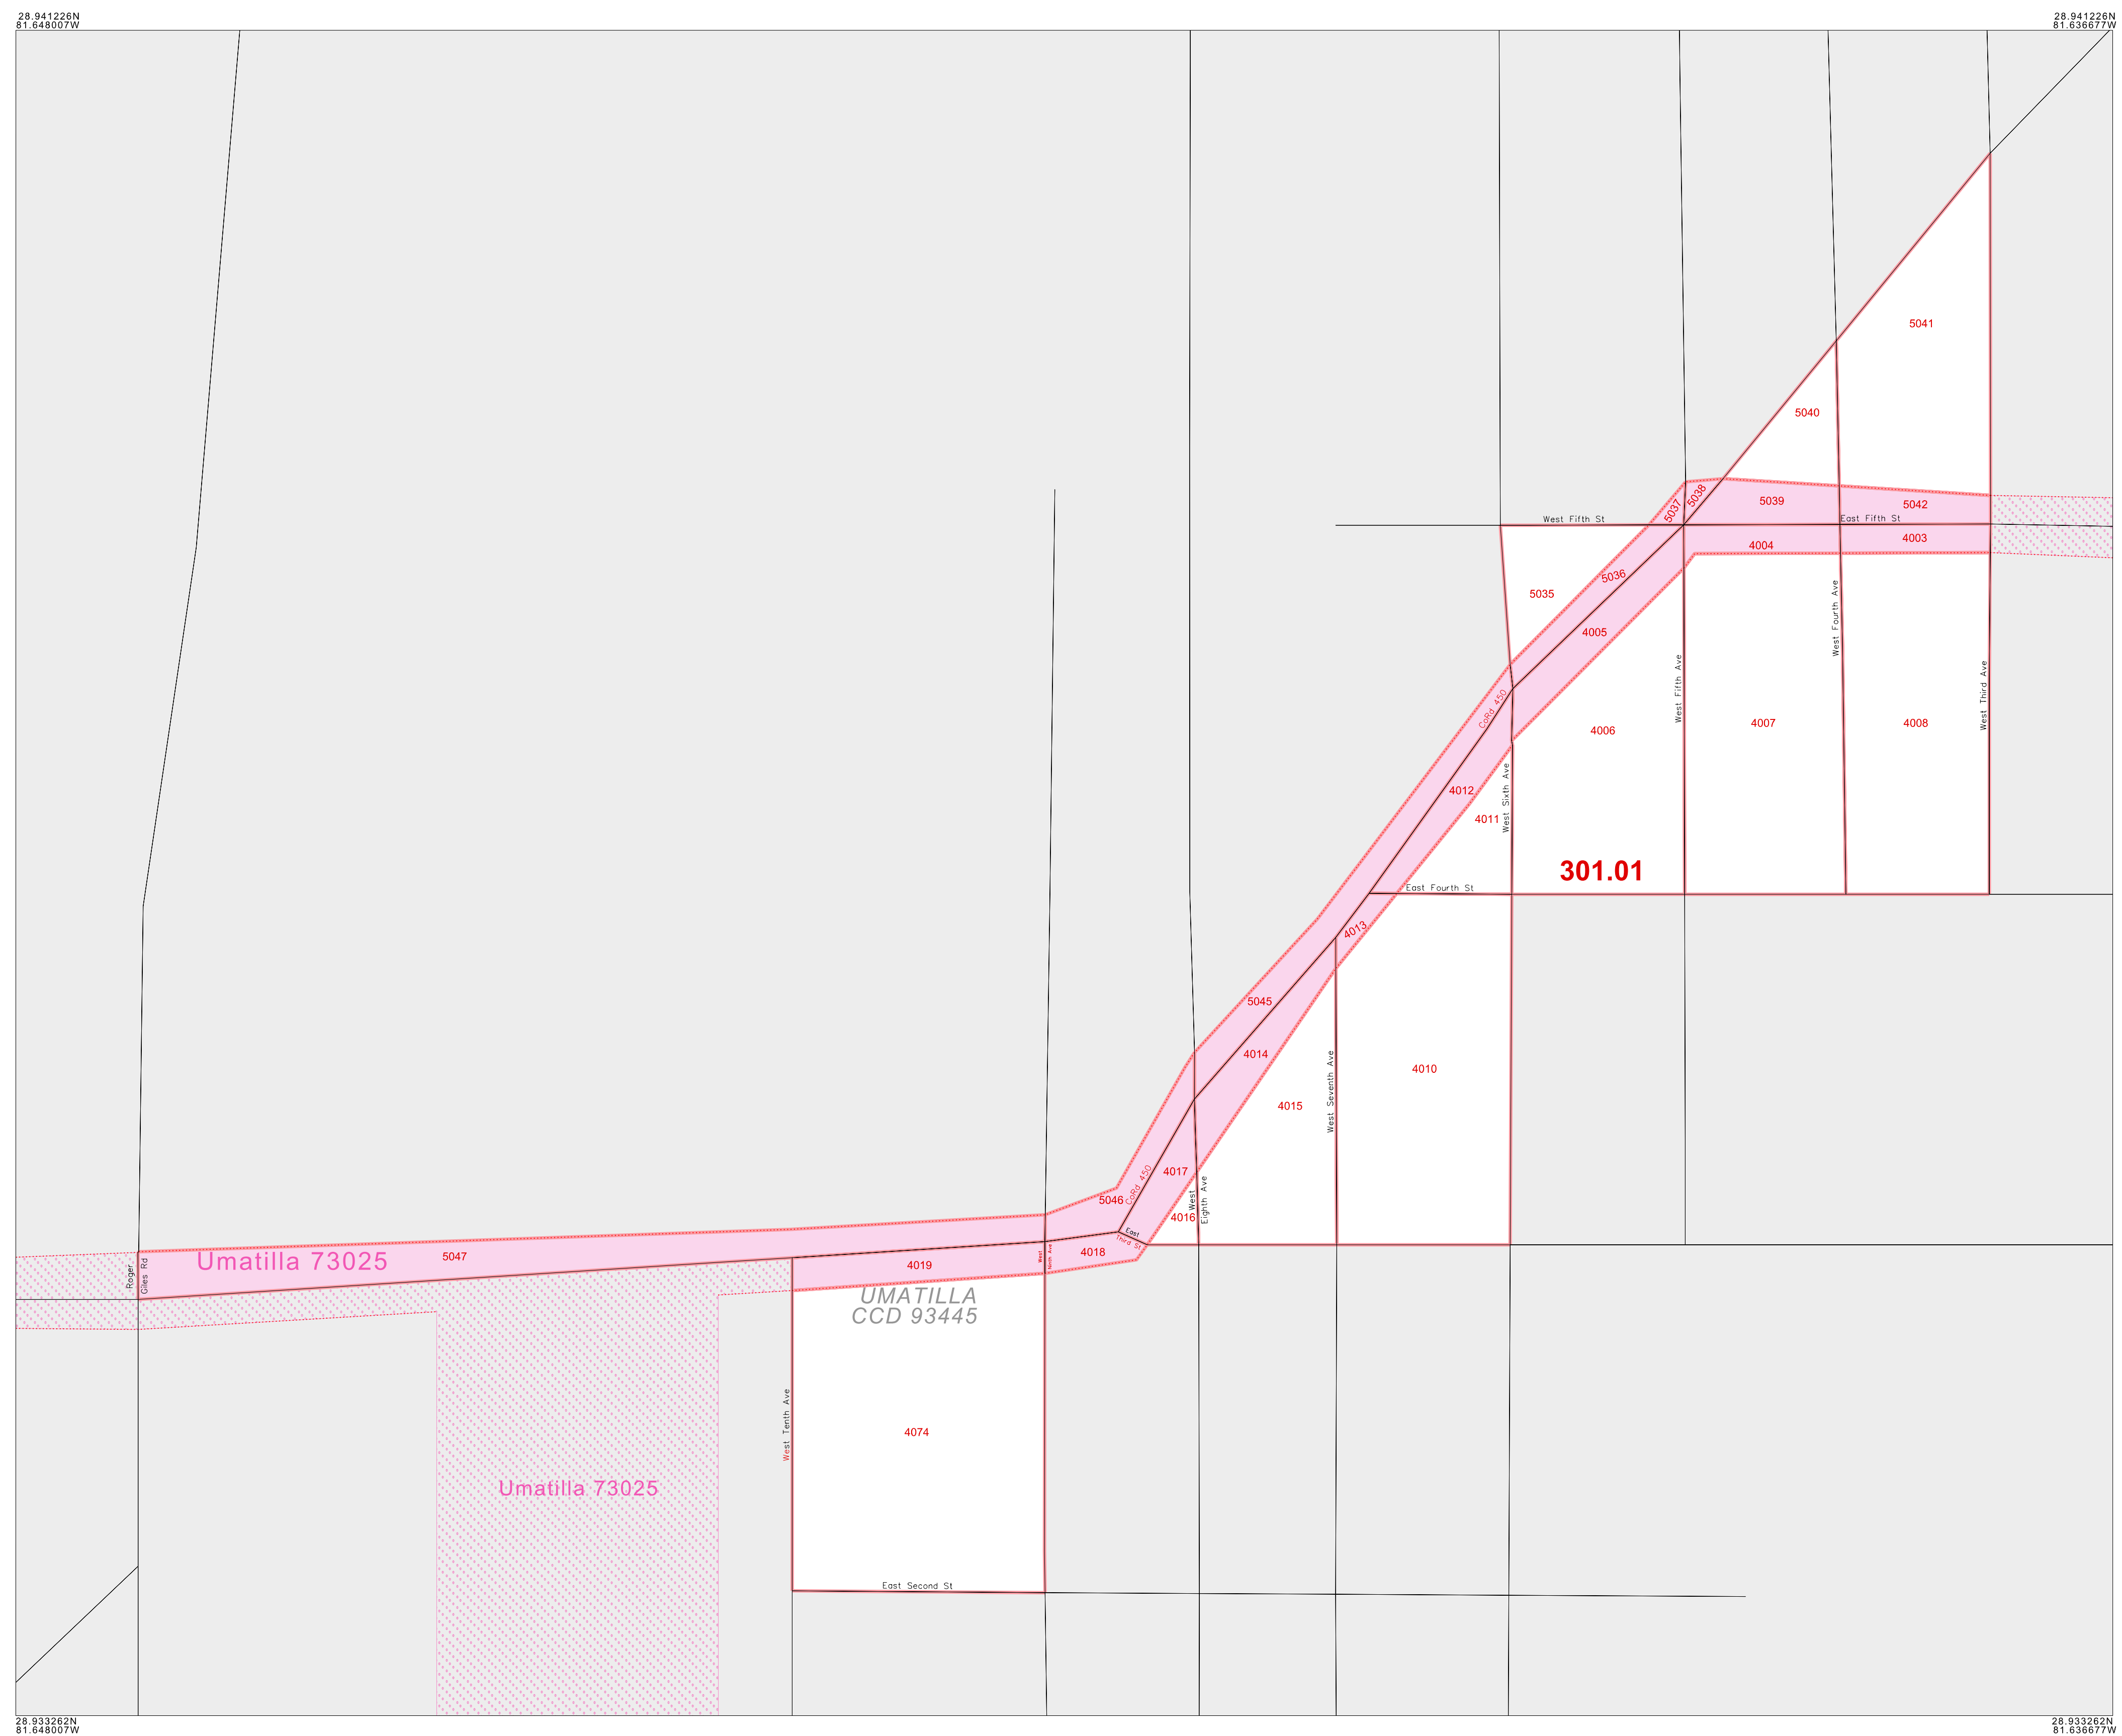 28.941226N
81.648007W
28.941226N
81.636677W
5041
5040
5037
5038
5039
5042
West Fifth St
East Fifth St
4004
4003
5036
5035
4005
West Fourth Ave
West Fifth Ave
West Third Ave
CoRd 450
4006
4007
4008
4012
4011
West Sixth Ave
301.01
East Fourth St
4013
5045
4014
4015
West Seventh Ave
4010
4017
CoRd 450
5046
West
Eighth Ave
4016
East
Third St
West
Ninth Ave
4018
4019
Umatilla 73025
5047
Roger
Giles Rd
UMATILLA
CCD 93445
West Tenth Ave
4074
Umatilla 73025
East Second St
28.933262N
81.648007W
28.933262N
81.636677W